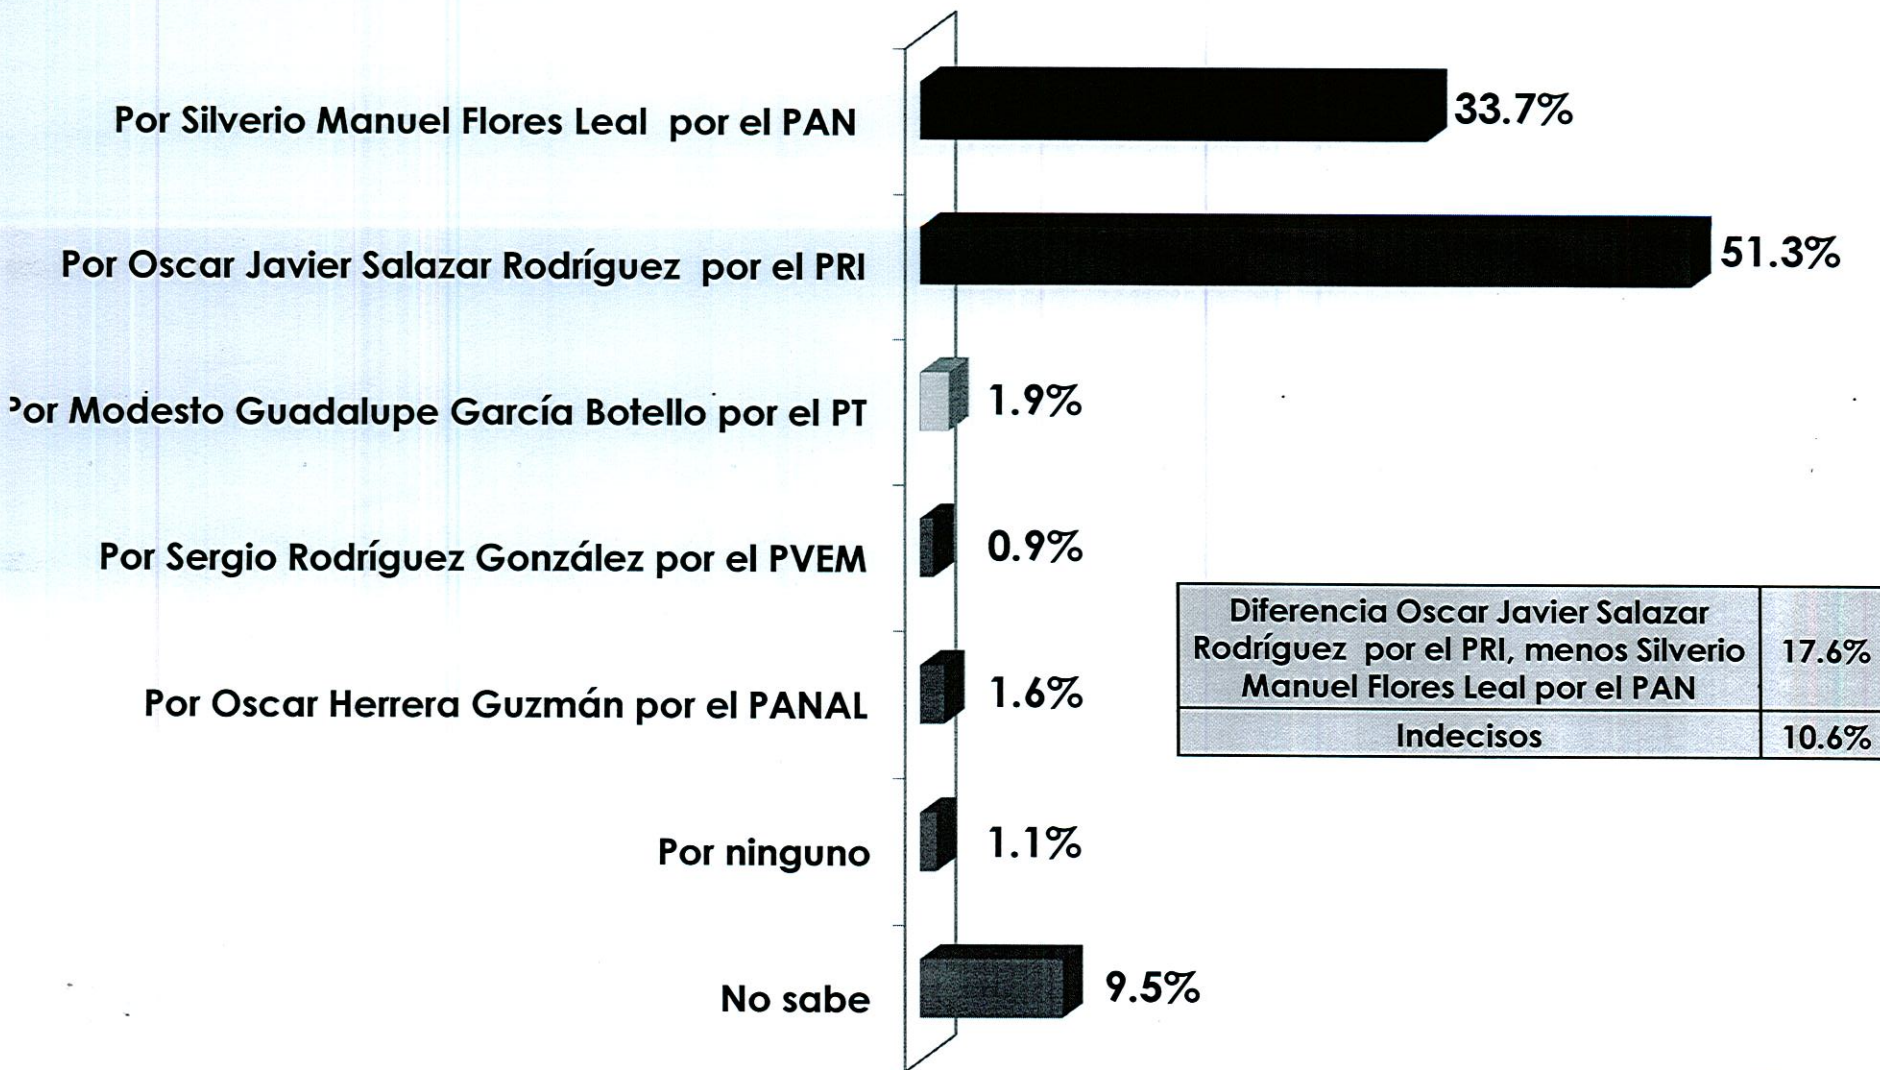 Por Silverio Manuel Flores Leal por el PAN
33.7%
Por Oscar Javier Salazar Rodríguez por el PRI
51.3%
Por Modesto Guadalupe García Botello por el PT
1.9%
Por Sergio Rodríguez González por el PVEM
0.9%
Por Oscar Herrera Guzmán por el PANAL
1.6%
Por ninguno
1.1%
No sabe
9.5%
Diferencia Oscar Javier Salazar
Rodríguez por el PRI, menos Silverio
Manuel Flores Leal por el PAN
17.6%
Indecisos
10.6%